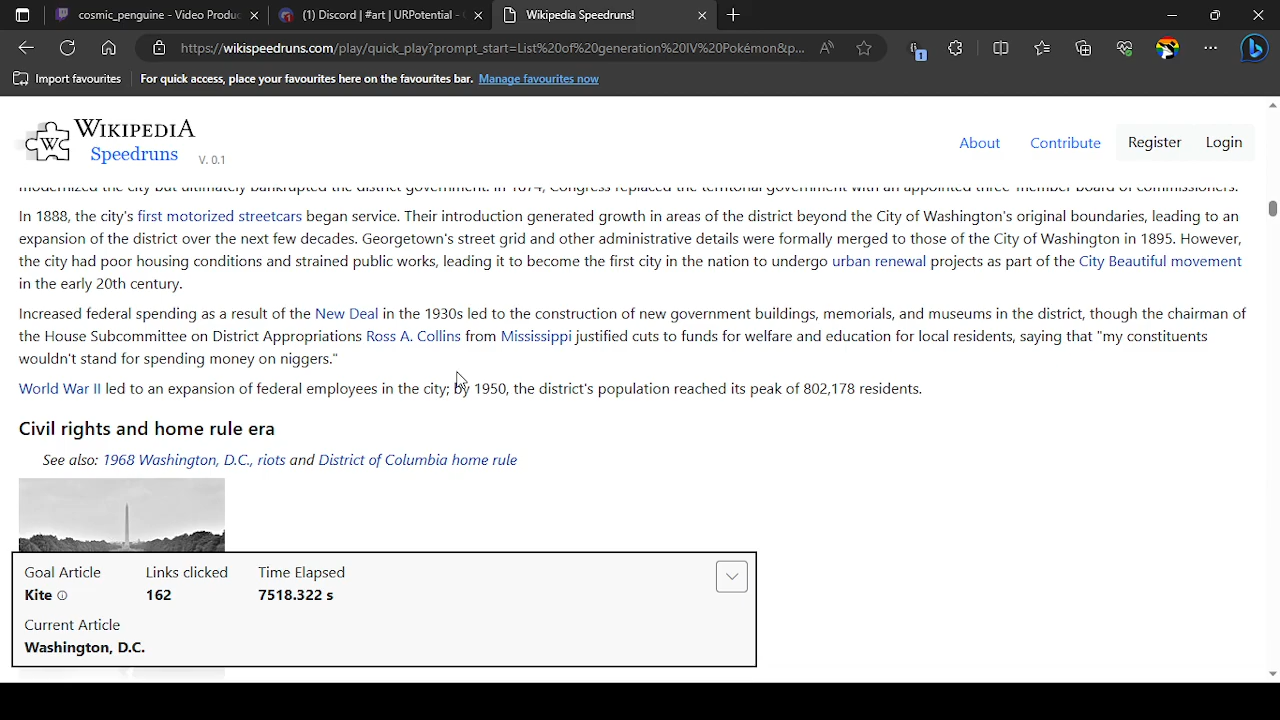 cosmic_penguine - Video Produc
(1) Discord | #art | URPotential -
Wikipedia Speedruns!
https://wikispeedruns.com/play/quick_play?prompt_start=List%20of%20generation%20IV%20Pokémon&p...
1
Import favourites
For quick access, place your favourites here on the favourites bar. Manage favourites now
WIKIPEDIA
Speedruns V. 0.1
About Contribute Register Login
modernized the city but ultimately bankrupted the district government. In 1874, Congress replaced the territorial government with an appointed three-member board of commissioners.
In 1888, the city's first motorized streetcars began service. Their introduction generated growth in areas of the district beyond the City of Washington's original boundaries, leading to an
expansion of the district over the next few decades. Georgetown's street grid and other administrative details were formally merged to those of the City of Washington in 1895. However,
the city had poor housing conditions and strained public works, leading it to become the first city in the nation to undergo urban renewal projects as part of the City Beautiful movement
in the early 20th century.
Increased federal spending as a result of the New Deal in the 1930s led to the construction of new government buildings, memorials, and museums in the district, though the chairman of
the House Subcommittee on District Appropriations Ross A. Collins from Mississippi justified cuts to funds for welfare and education for local residents, saying that "my constituents
wouldn't stand for spending money on niggers."
World War II led to an expansion of federal employees in the city; by 1950, the district's population reached its peak of 802,178 residents.
Civil rights and home rule era
See also: 1968 Washington, D.C., riots and District of Columbia home rule
Goal Article Links clicked Time Elapsed
Kite 162 7518.322 s
Current Article
Washington, D.C.